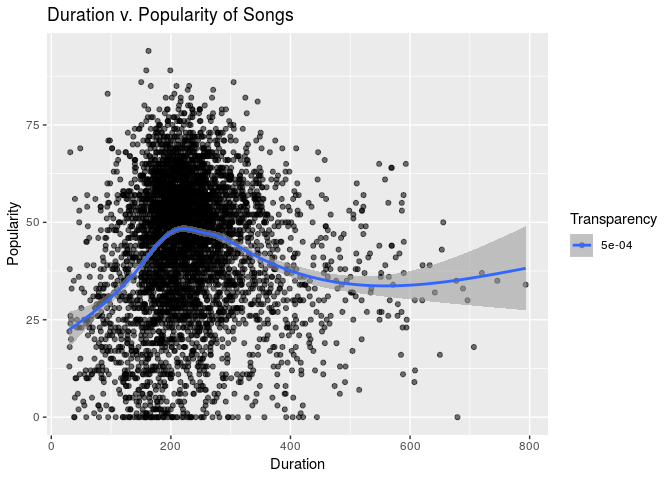 Duration v. Popularity of Songs
75
50
25
0
0 200 400 600 800
Duration
Popularity
Transparency
5e-04